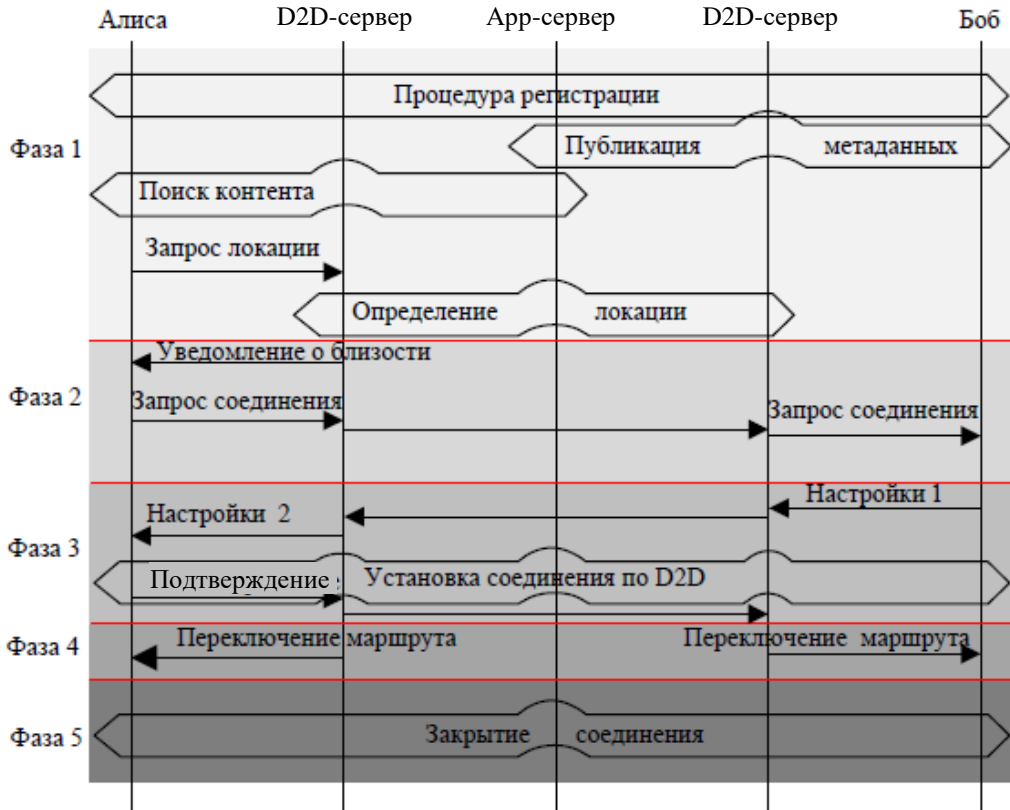 Алиса D2D-сервер App-сервер D2D-сервер Боб
Процедура регистрации
Фаза 1
Публикация метаданных
Поиск контента
Запрос локации
Определение локации
Уведомление о близости
Фаза 2
Запрос соединения
Запрос соединения
Настройки 1
Настройки 2
Фаза 3
Подтверждение Установка соединения по D2D
Переключение маршрута Переключение маршрута
Фаза 4
Фаза 5
Закрытие соединения